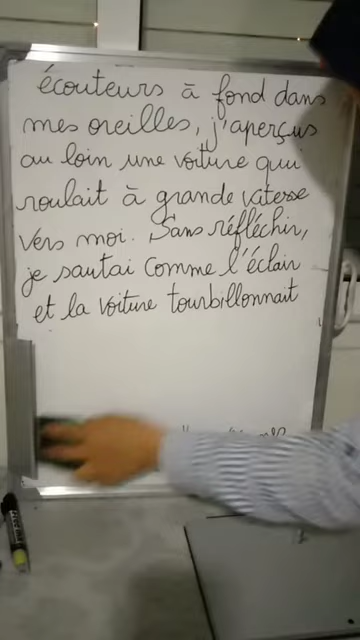 écouteurs à fond dans
mes oreilles, j'aperçus
au loin une voiture qui
roulait à grande vitesse
vers moi. Sans réfléchir,
je sautai comme l'éclair
et la voiture tourbillonnait